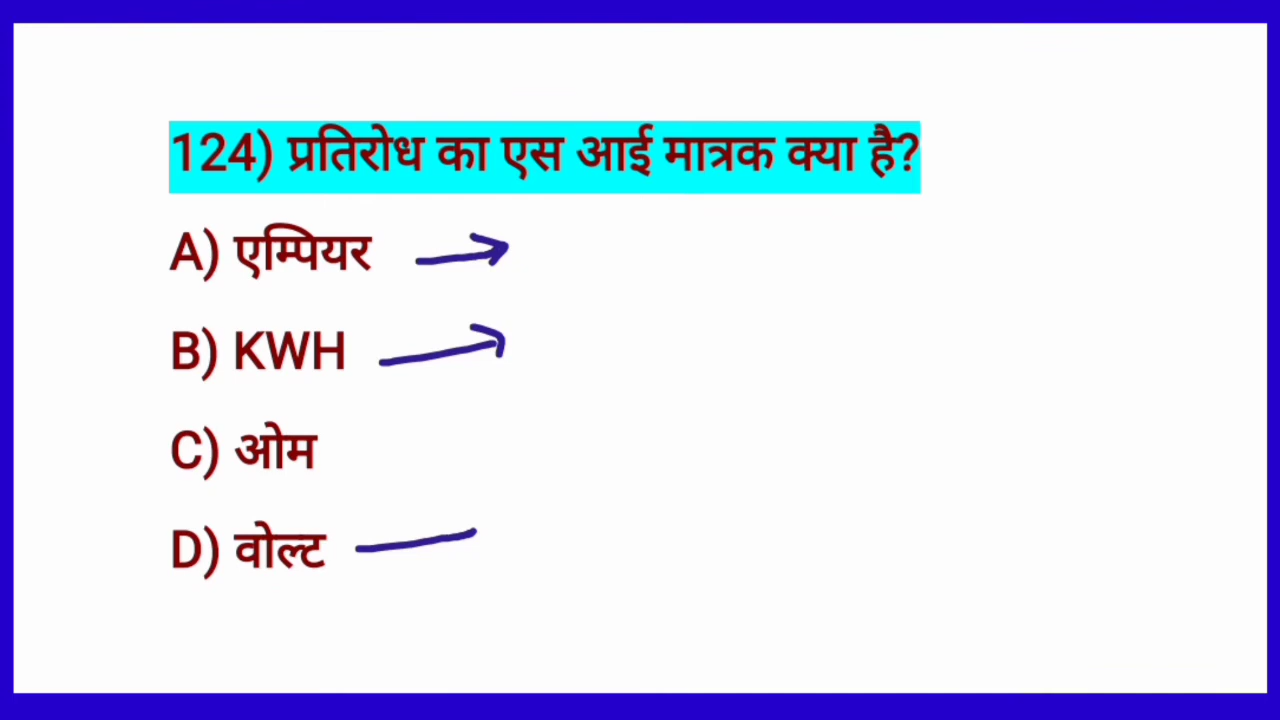 124) प्रतिरोध का एस आई मात्रक क्या है?
A) एम्पियर
B) KWH
C) ओम
D) वोल्ट